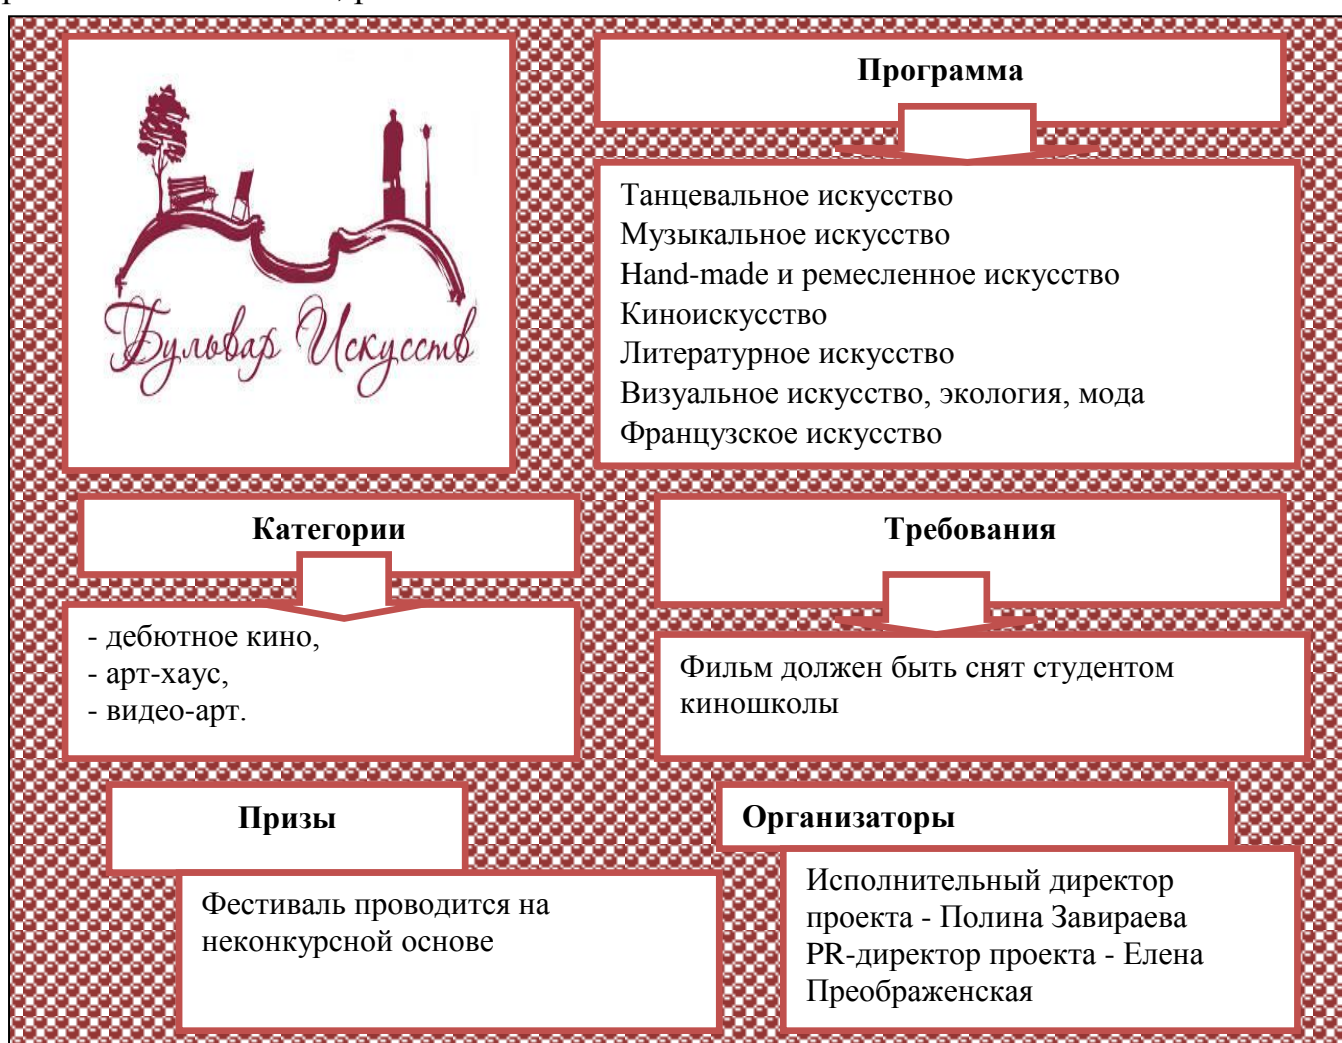 Бульвар Искусств
Программа
Танцевальное искусство
Музыкальное искусство
Hand-made и ремесленное искусство
Киноискусство
Литературное искусство
Визуальное искусство, экология, мода
Французское искусство
Категории
- дебютное кино,
- арт-хаус,
- видео-арт.
Требования
Фильм должен быть снят студентом
киношколы
Призы
Фестиваль проводится на
неконкурсной основе
Организаторы
Исполнительный директор
проекта - Полина Завираева
PR-директор проекта - Елена
Преображенская